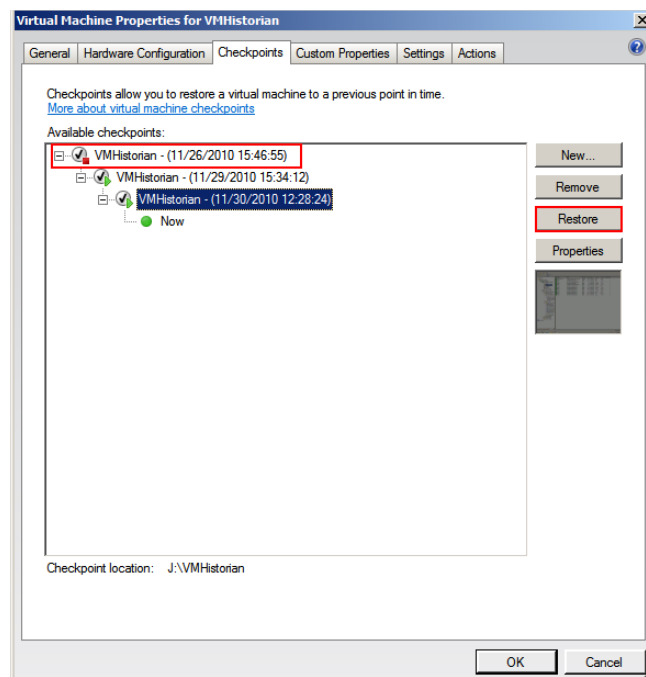 Virtual Machine Properties for VMHistorian
General Hardware Configuration Checkpoints Custom Properties Settings Actions
Checkpoints allow you to restore a virtual machine to a previous point in time.
More about virtual machine checkpoints
Available checkpoints:
VMHistorian - (11/26/2010 15:46:55)
VMHistorian - (11/29/2010 15:34:12)
VMHistorian - (11/30/2010 12:28:24)
Now
New...
Remove
Restore
Properties
Checkpoint location: J:\VMHistorian
OK Cancel